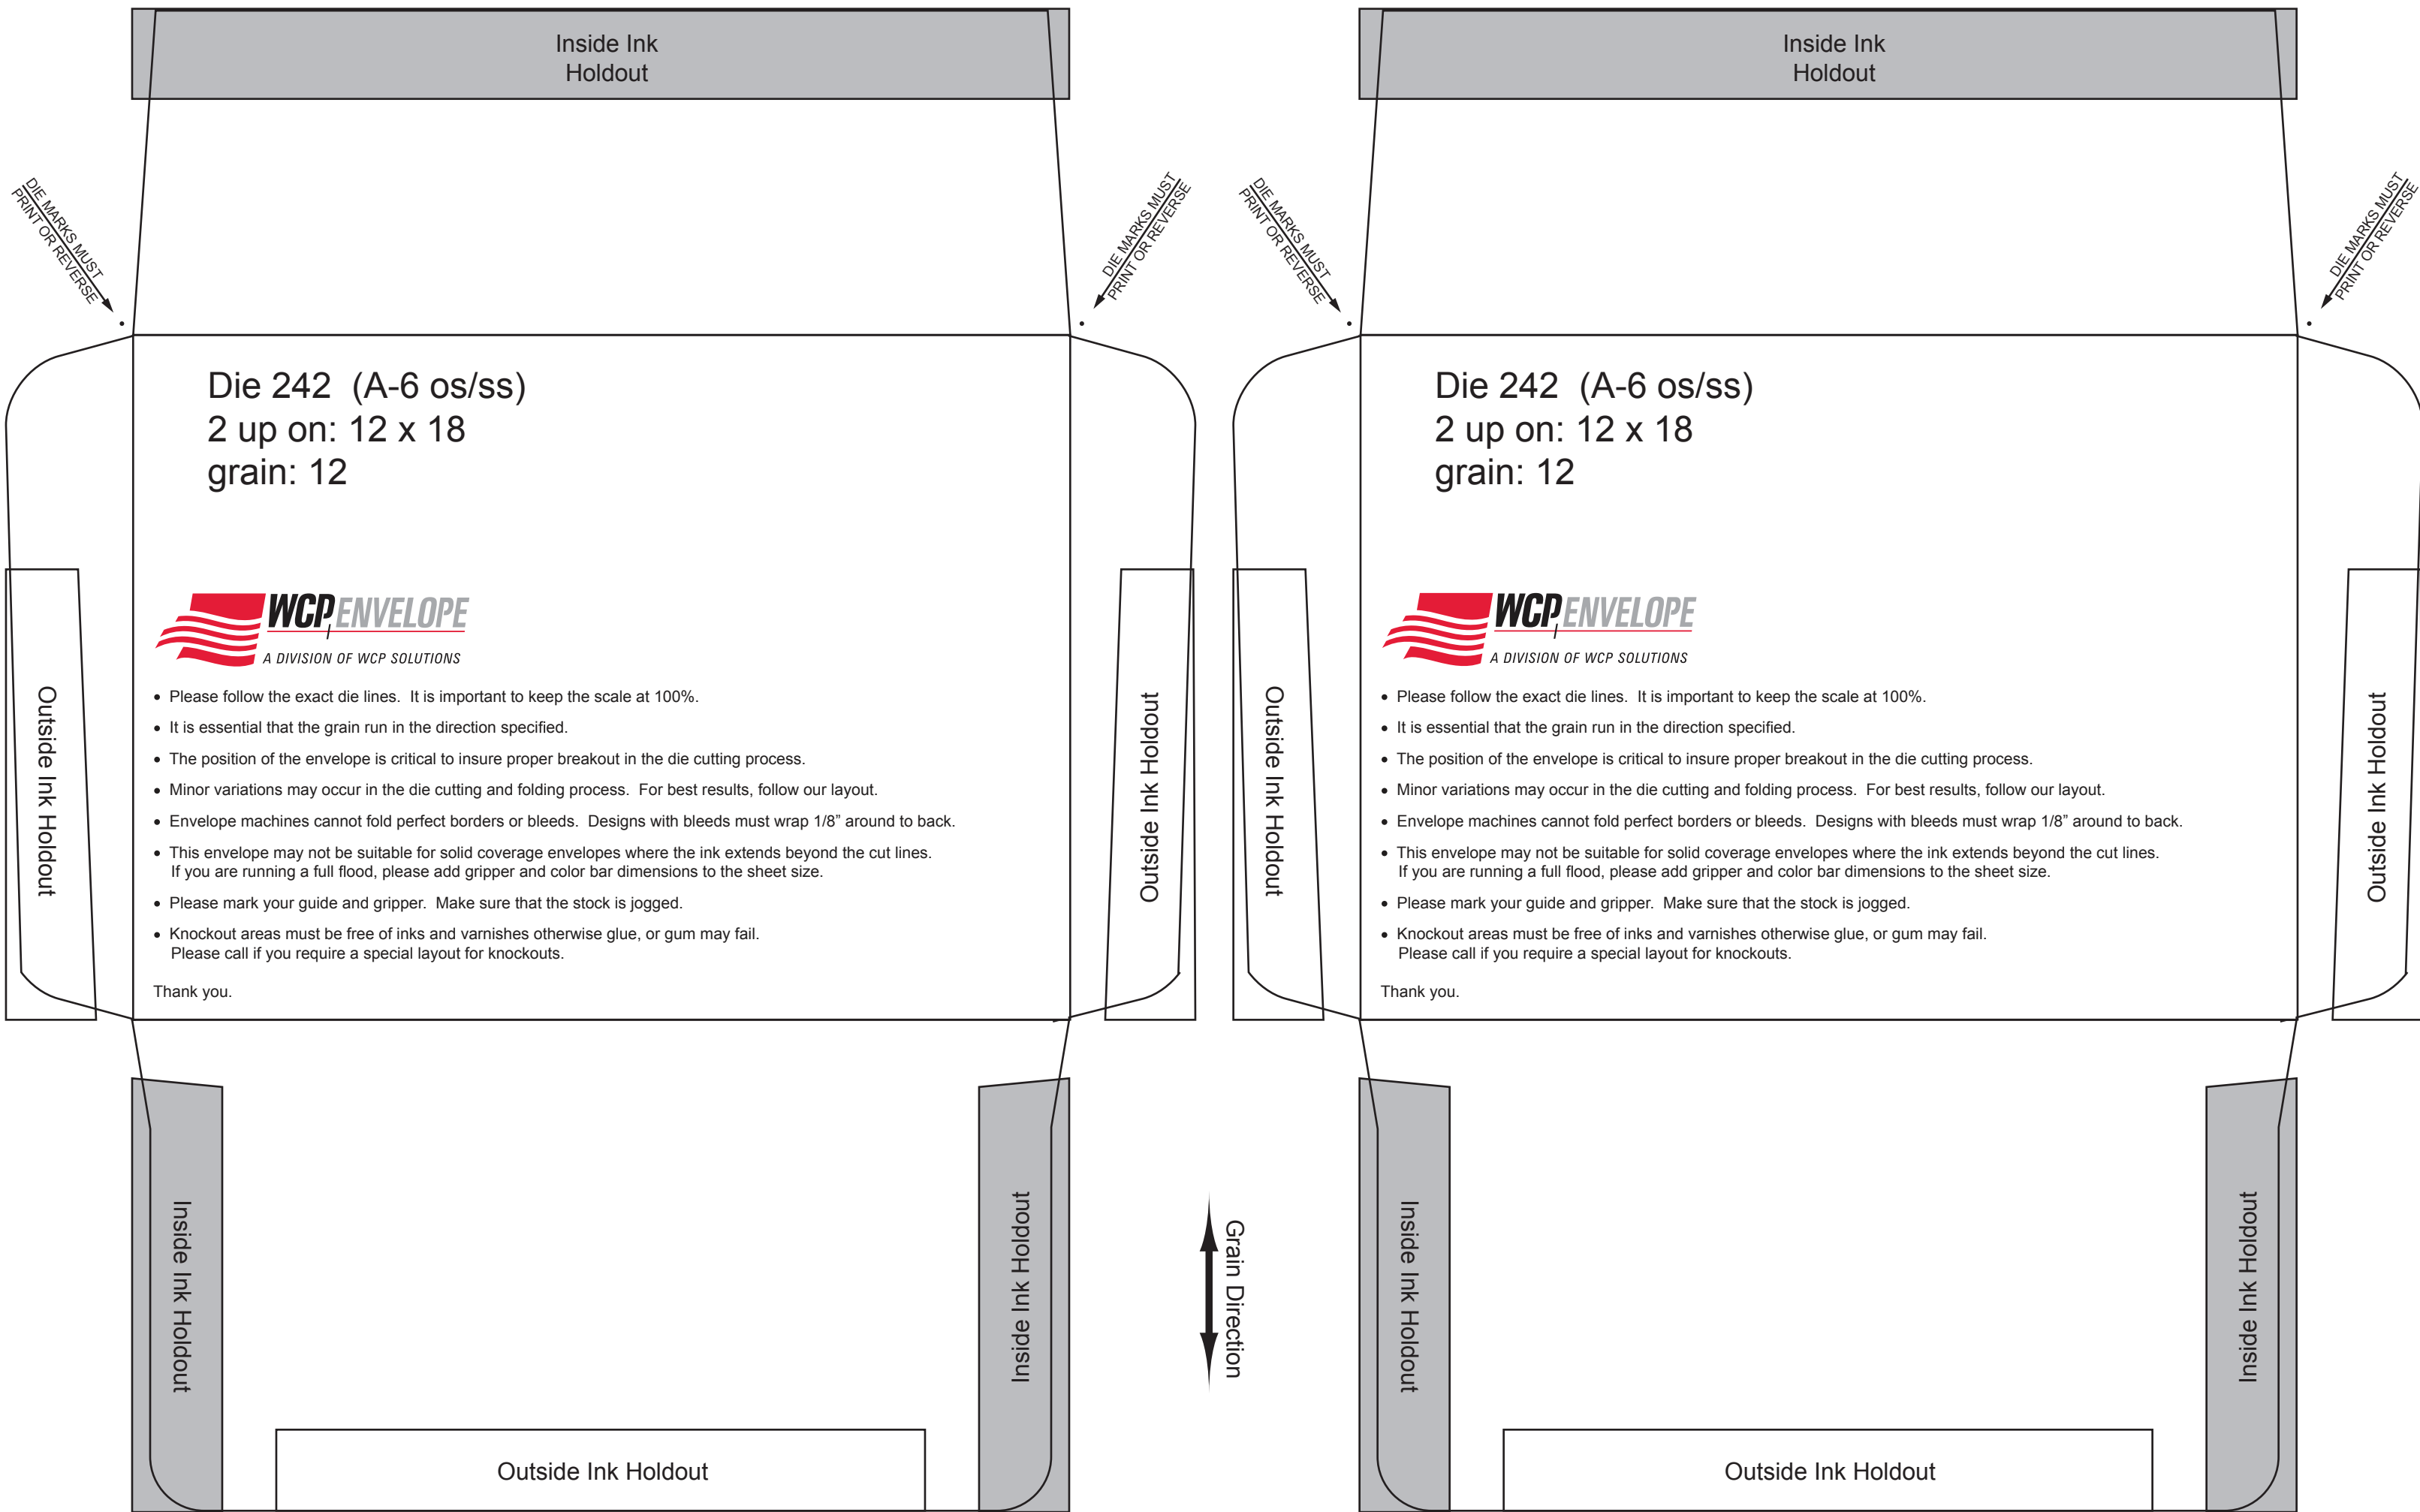 Inside Ink
Holdout
DIE MARKS MUST
PRINT OR REVERSE
DIE MARKS MUST
PRINT OR REVERSE
Die 242  (A-6 os/ss)
2 up on: 12 x 18
grain: 12
WCP ENVELOPE
A DIVISION OF WCP SOLUTIONS
• Please follow the exact die lines.  It is important to keep the scale at 100%.
• It is essential that the grain run in the direction specified.
• The position of the envelope is critical to insure proper breakout in the die cutting process.
• Minor variations may occur in the die cutting and folding process.  For best results, follow our layout.
• Envelope machines cannot fold perfect borders or bleeds.  Designs with bleeds must wrap 1/8” around to back.
• This envelope may not be suitable for solid coverage envelopes where the ink extends beyond the cut lines.
If you are running a full flood, please add gripper and color bar dimensions to the sheet size.
• Please mark your guide and gripper.  Make sure that the stock is jogged.
• Knockout areas must be free of inks and varnishes otherwise glue, or gum may fail.
Please call if you require a special layout for knockouts.
Thank you.
Outside Ink Holdout
Outside Ink Holdout
Inside Ink Holdout
Inside Ink Holdout
Outside Ink Holdout
Grain Direction
Inside Ink
Holdout
DIE MARKS MUST
PRINT OR REVERSE
DIE MARKS MUST
PRINT OR REVERSE
Die 242  (A-6 os/ss)
2 up on: 12 x 18
grain: 12
WCP ENVELOPE
A DIVISION OF WCP SOLUTIONS
• Please follow the exact die lines.  It is important to keep the scale at 100%.
• It is essential that the grain run in the direction specified.
• The position of the envelope is critical to insure proper breakout in the die cutting process.
• Minor variations may occur in the die cutting and folding process.  For best results, follow our layout.
• Envelope machines cannot fold perfect borders or bleeds.  Designs with bleeds must wrap 1/8” around to back.
• This envelope may not be suitable for solid coverage envelopes where the ink extends beyond the cut lines.
If you are running a full flood, please add gripper and color bar dimensions to the sheet size.
• Please mark your guide and gripper.  Make sure that the stock is jogged.
• Knockout areas must be free of inks and varnishes otherwise glue, or gum may fail.
Please call if you require a special layout for knockouts.
Thank you.
Outside Ink Holdout
Outside Ink Holdout
Inside Ink Holdout
Inside Ink Holdout
Outside Ink Holdout